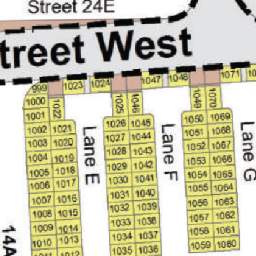 Street 24E
treet West
999 1023 1024 1047 1048 1071
1000 1022 1025 1046 1049 1070
1001
1002 1021 1026 1045 1050 1069
1003 1020 1027 1044 1051 1068
1004 1019 1028 1043 1052 1067
1005 1018 1029 1042 1053 1066
1006 1017 1030 1041 1054 1065
1007 1016 1031 1040 1055 1064
1008 1015 1032 1039 1056 1063
1009 1014 1033 1038 1057 1062
1010 1013 1034 1037 1058 1061
1011 1012 1035 1036 1059 1060
Lane E
Lane F
Lane G
14A